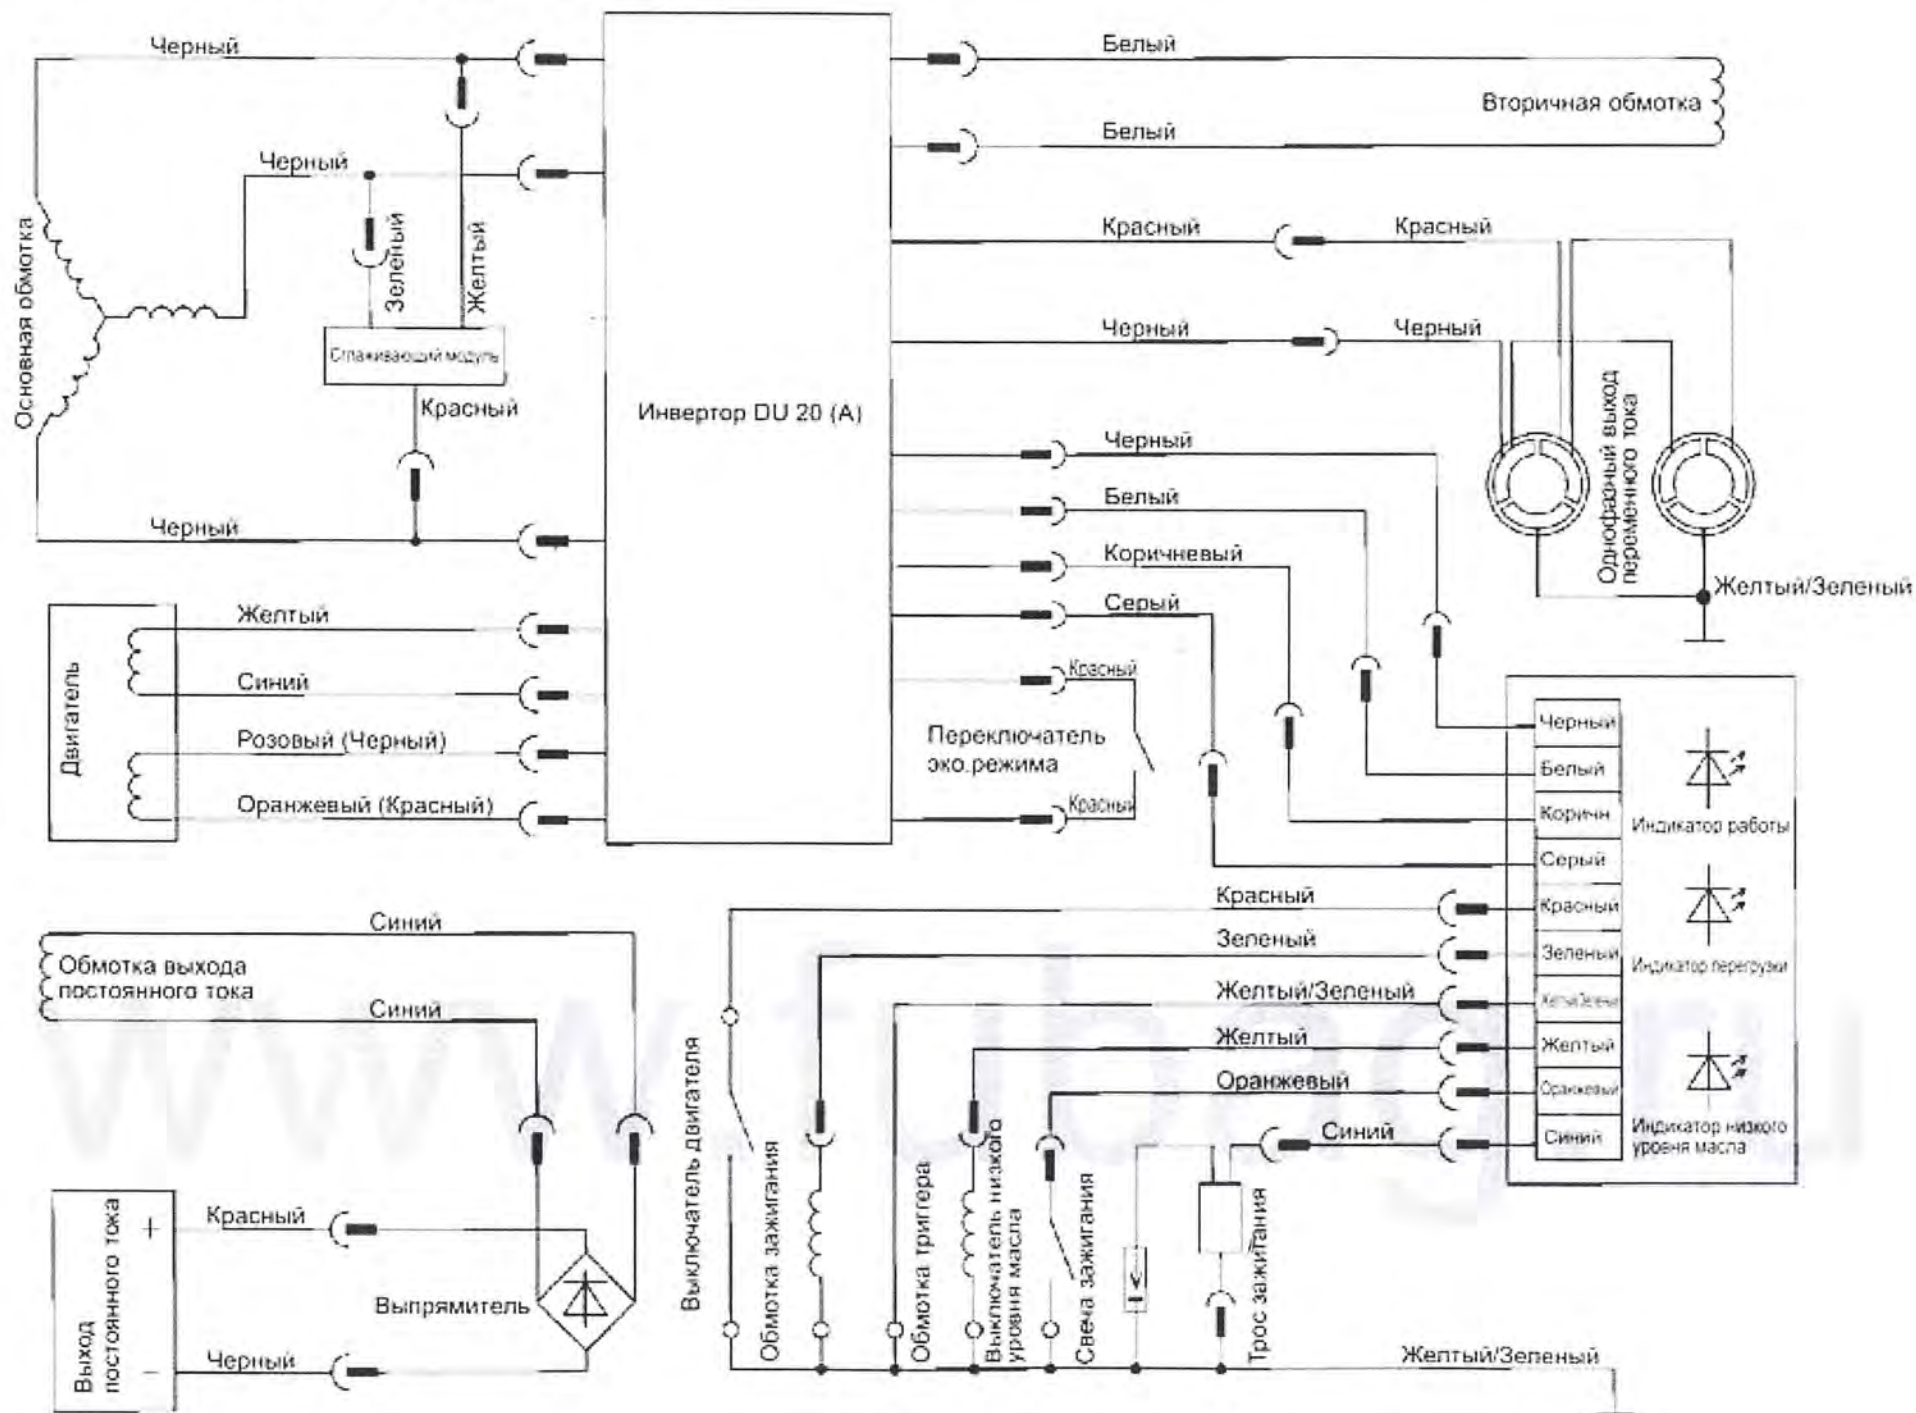 Черный
Белый
Вторичная обмотка
Белый
Черный
Зеленый
Желтый
Красный
Красный
Основная обмотка
Черный
Черный
Сглаживающий модуль
Красный
Инвертор DU 20 (A)
Однофазный выход
переменного тока
Черный
Белый
Черный
Коричневый
Желтый/Зеленый
Серый
Двигатель
Желтый
Синий
Розовый (Черный)
Оранжевый (Красный)
Красный
Переключатель
эко.режима
Красный
Черный
Белый
Коричн
Серый
Красный
Зеленый
Желтый
Оранжевый
Синий
Индикатор работы
Индикатор перегрузки
Индикатор низкого
уровня масла
Красный
Зеленый
Желтый/Зеленый
Желтый
Оранжевый
Синий
Синий
Обмотка выхода
постоянного тока
Синий
Выключатель двигателя
Обмотка зажигания
Обмотка триггера
Выключатель низкого
уровня масла
Свеча зажигания
Трос зажигания
Выход
постоянного тока
+
−
Красный
Черный
Выпрямитель
Желтый/Зеленый
www.fubag.ru